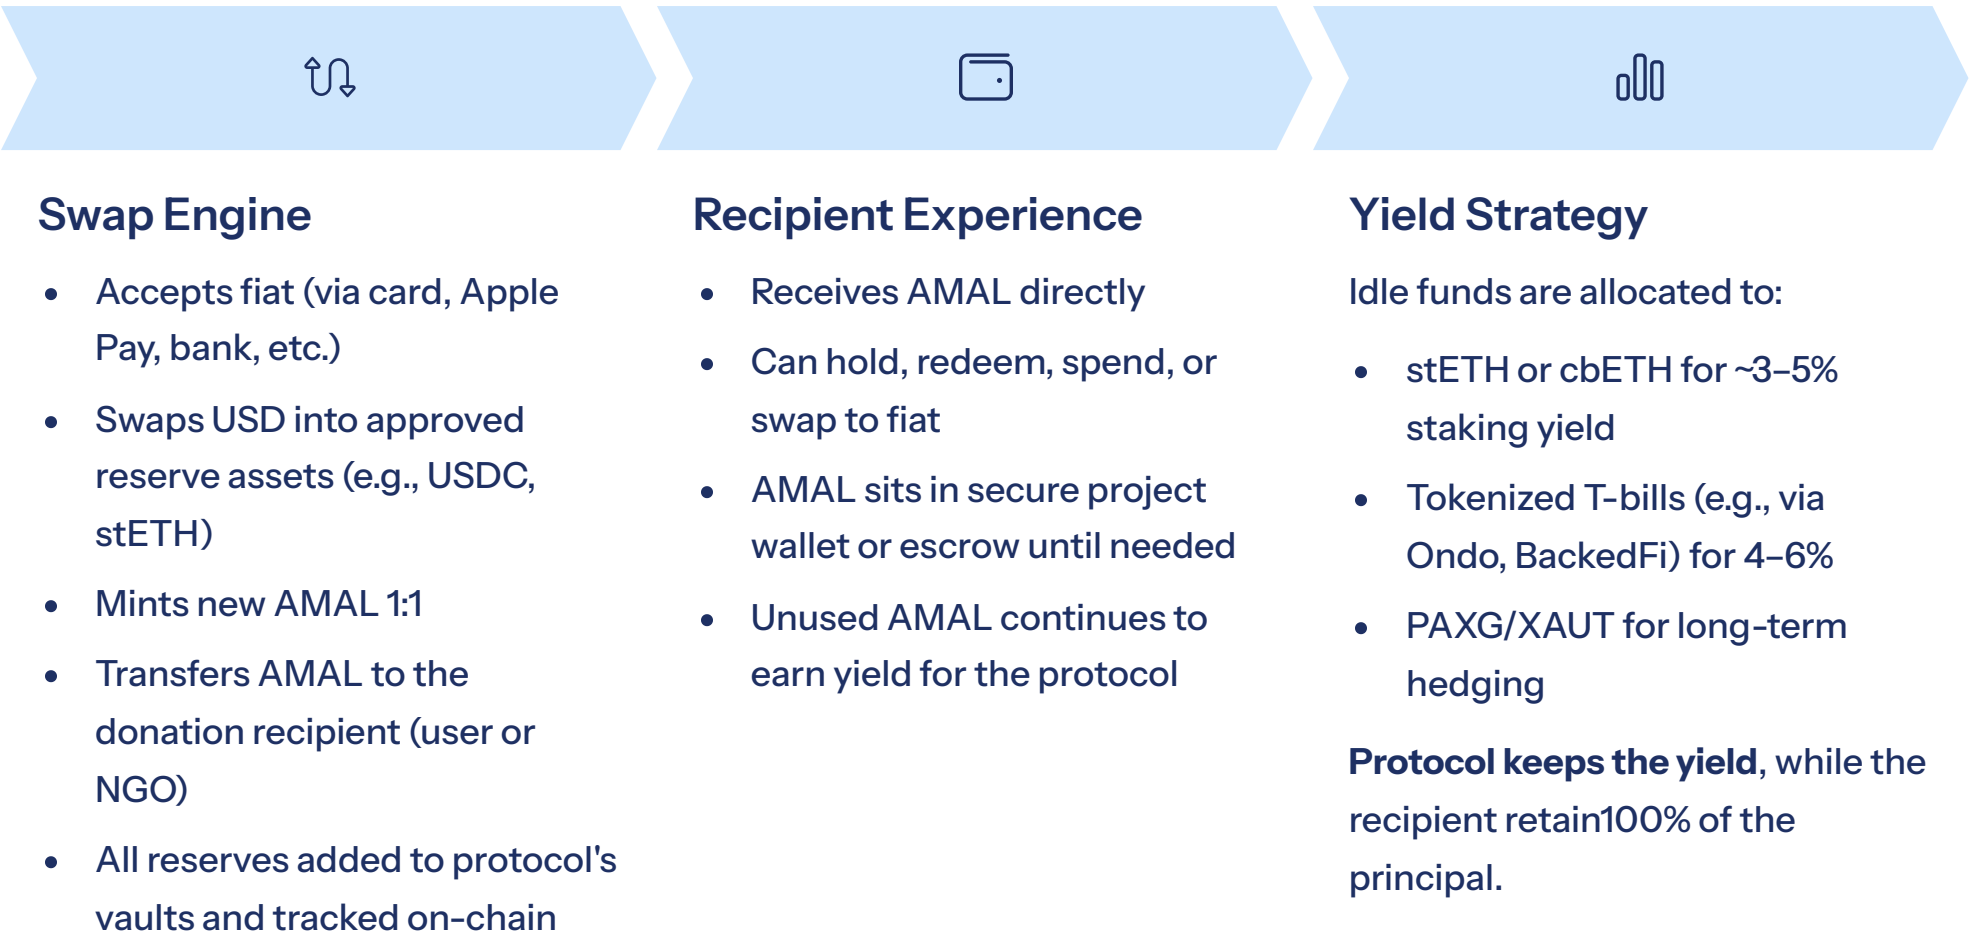 Swap Engine
• Accepts fiat (via card, Apple
Pay, bank, etc.)
• Swaps USD into approved
reserve assets (e.g., USDC,
stETH)
• Mints new AMAL 1:1
• Transfers AMAL to the
donation recipient (user or
NGO)
• All reserves added to protocol's
vaults and tracked on-chain
Recipient Experience
• Receives AMAL directly
• Can hold, redeem, spend, or
swap to fiat
• AMAL sits in secure project
wallet or escrow until needed
• Unused AMAL continues to
earn yield for the protocol
Yield Strategy
Idle funds are allocated to:
• stETH or cbETH for ~3–5%
staking yield
• Tokenized T-bills (e.g., via
Ondo, BackedFi) for 4–6%
• PAXG/XAUT for long-term
hedging
Protocol keeps the yield, while the
recipient retain100% of the
principal.